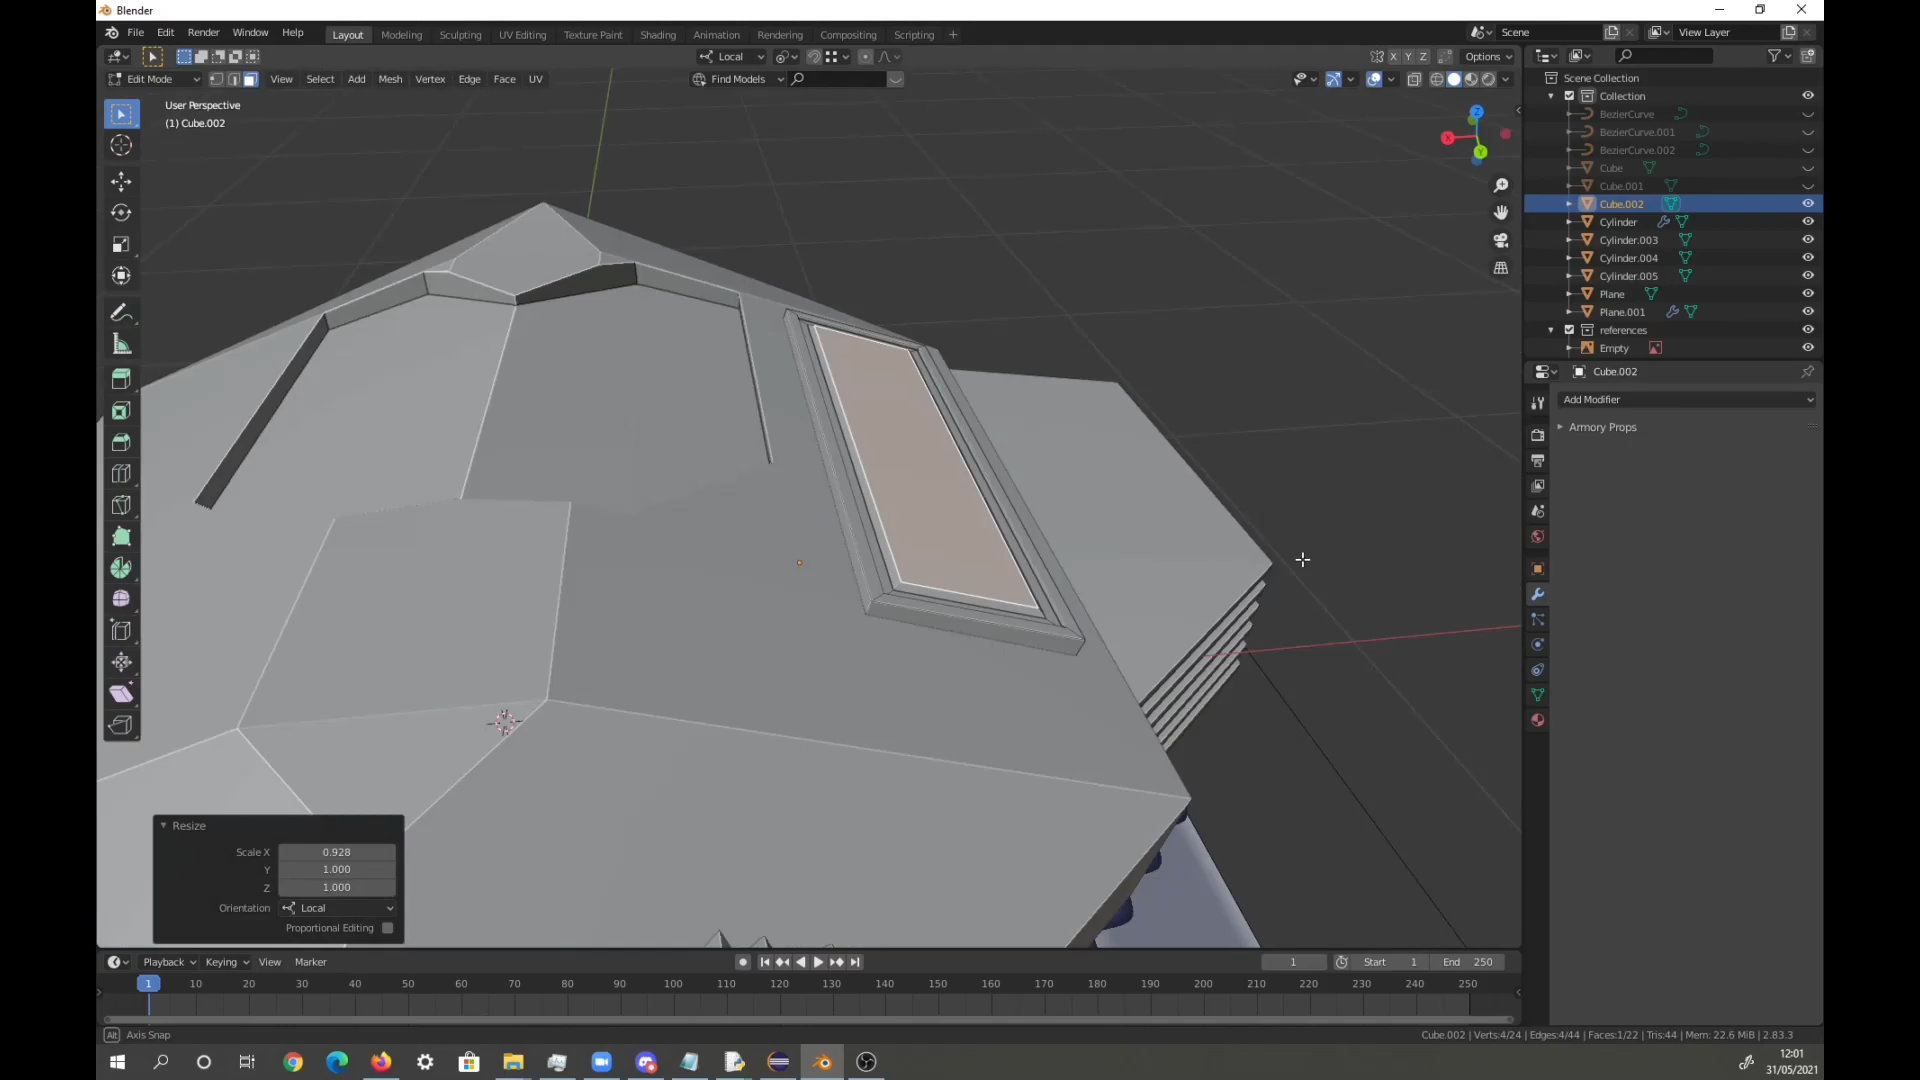 Blender
File Edit Render Window Help Layout Modeling Sculpting UV Editing Texture Paint Shading Animation Rendering Compositing Scripting + Scene View Layer
Local X Y Z Options
Edit Mode View Select Add Mesh Vertex Edge Face UV Find Models
User Perspective
(1) Cube.002
Z
X
Y
Scene Collection
Collection
BezierCurve
BezierCurve.001
BezierCurve.002
Cube
Cube.001
Cube.002
Cylinder
Cylinder.003
Cylinder.004
Cylinder.005
Plane
Plane.001
references
Empty
Cube.002
Add Modifier
Armory Props
Resize
Scale X 0.928
Y 1.000
Z 1.000
Orientation Local
Proportional Editing
Playback Keying View Marker 1 Start 1 End 250
1 10 20 30 40 50 60 70 80 90 100 110 120 130 140 150 160 170 180 190 200 210 220 230 240 250
Alt Axis Snap
Cube.002 | Verts:4/24 | Edges:4/44 | Faces:1/22 | Tris:44 | Mem: 22.6 MiB | 2.83.3
12:01
31/05/2021